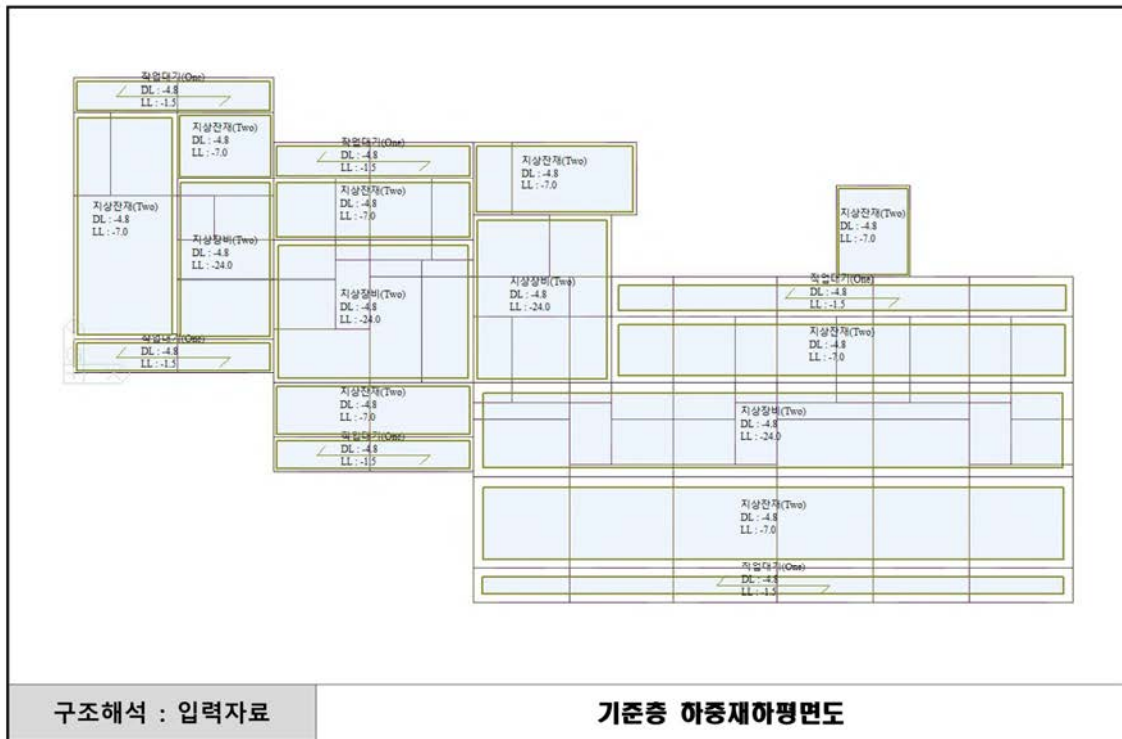 작업대기(One)
DL : -4.8
LL : -1.5
지상잔재(Two)
DL : -4.8
LL : -7.0
지상잔재(Two)
DL : -4.8
LL : -7.0
지상장비(Two)
DL : -4.8
LL : -24.0
작업대기(One)
DL : -4.8
LL : -1.5
작업대기(One)
DL : -4.8
LL : -1.5
지상잔재(Two)
DL : -4.8
LL : -7.0
지상장비(Two)
DL : -4.8
LL : -24.0
지상잔재(Two)
DL : -4.8
LL : -7.0
작업대기(One)
DL : -4.8
LL : -1.5
지상잔재(Two)
DL : -4.8
LL : -7.0
지상장비(Two)
DL : -4.8
LL : -24.0
지상잔재(Two)
DL : -4.8
LL : -7.0
작업대기(One)
DL : -4.8
LL : -1.5
지상잔재(Two)
DL : -4.8
LL : -7.0
지상장비(Two)
DL : -4.8
LL : -24.0
지상잔재(Two)
DL : -4.8
LL : -7.0
작업대기(One)
DL : -4.8
LL : -1.5
구조해석 : 입력자료
기준층 하중재하평면도